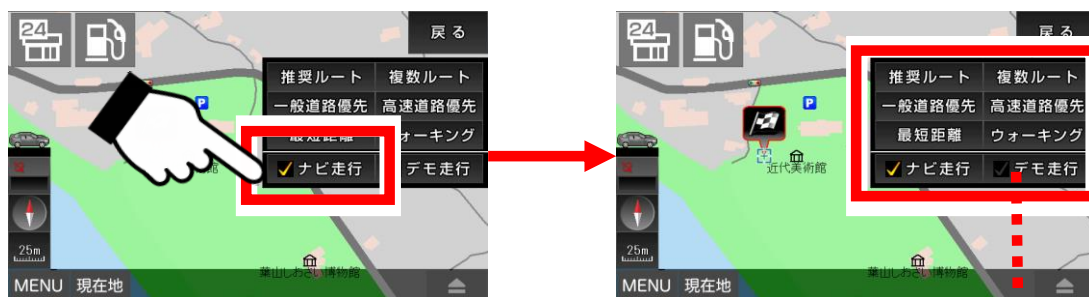 24
戻る
推奨ルート 複数ルート
一般道路優先 高速道路優先
最短距離 ウォーキング
ナビ走行 デモ走行
P
館
葉山しおさい博物館
25m
MENU 現在地
24
戻る
推奨ルート 複数ルート
一般道路優先 高速道路優先
最短距離 ウォーキング
ナビ走行 デモ走行
P
近代美術館
葉山しおさい博物館
25m
MENU 現在地